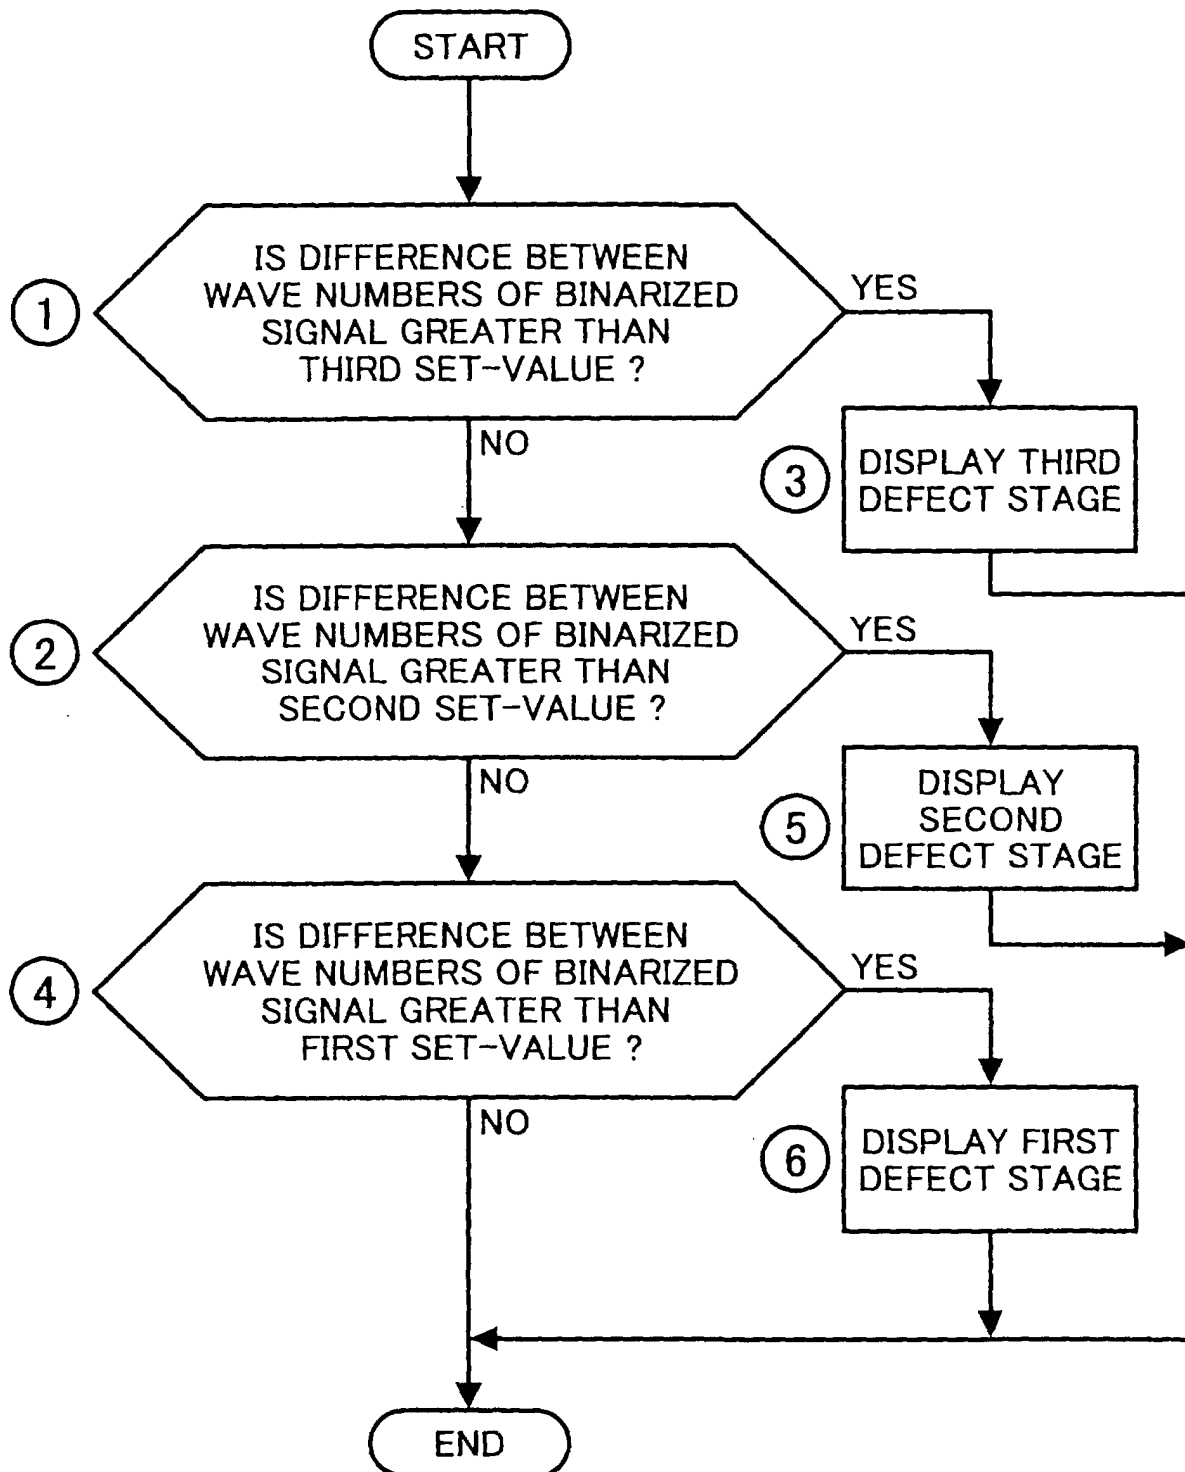 START
1
IS DIFFERENCE BETWEEN
WAVE NUMBERS OF BINARIZED
SIGNAL GREATER THAN
THIRD SET-VALUE ?
YES
NO
3
DISPLAY THIRD
DEFECT STAGE
2
IS DIFFERENCE BETWEEN
WAVE NUMBERS OF BINARIZED
SIGNAL GREATER THAN
SECOND SET-VALUE ?
YES
NO
5
DISPLAY
SECOND
DEFECT STAGE
4
IS DIFFERENCE BETWEEN
WAVE NUMBERS OF BINARIZED
SIGNAL GREATER THAN
FIRST SET-VALUE ?
YES
NO
6
DISPLAY FIRST
DEFECT STAGE
END